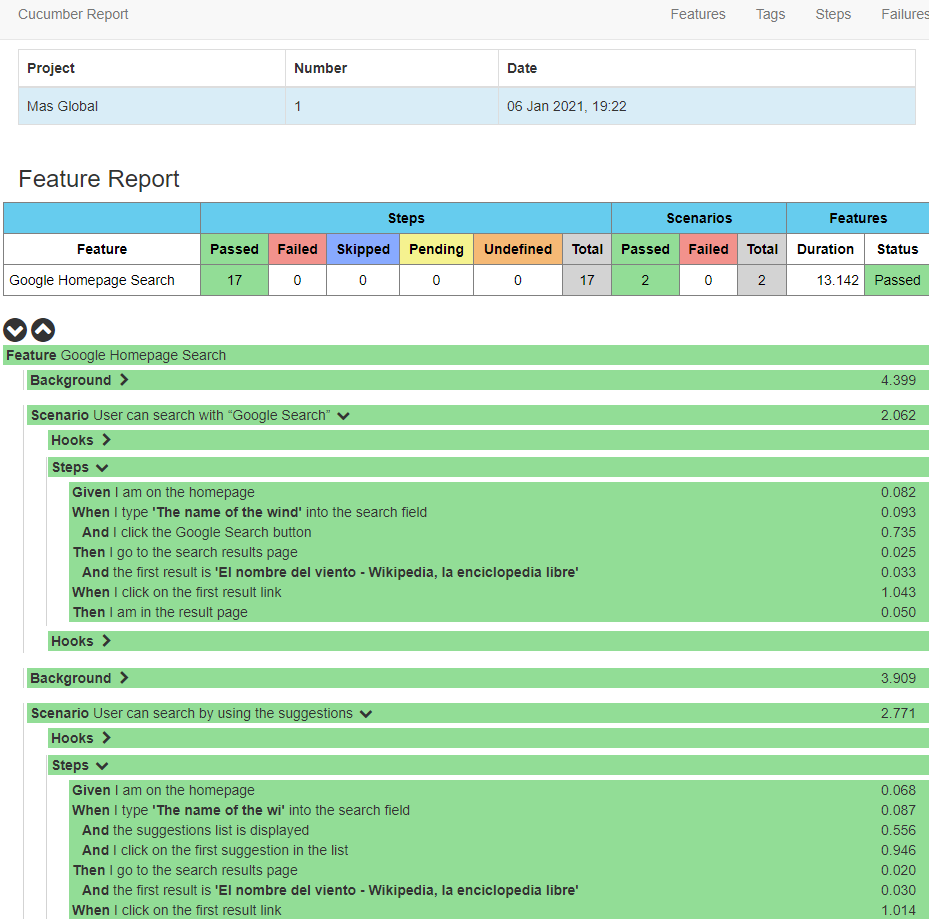 Cucumber Report Features Tags Steps Failures
Project Number Date
Mas Global 1 06 Jan 2021, 19:22
Feature Report
Steps Scenarios Features
Feature Passed Failed Skipped Pending Undefined Total Passed Failed Total Duration Status
Google Homepage Search 17 0 0 0 0 17 2 0 2 13.142 Passed
Feature Google Homepage Search
Background 4.399
Scenario User can search with “Google Search” 2.062
Hooks
Steps
Given I am on the homepage 0.082
When I type 'The name of the wind' into the search field 0.093
And I click the Google Search button 0.735
Then I go to the search results page 0.025
And the first result is 'El nombre del viento - Wikipedia, la enciclopedia libre' 0.033
When I click on the first result link 1.043
Then I am in the result page 0.050
Hooks
Background 3.909
Scenario User can search by using the suggestions 2.771
Hooks
Steps
Given I am on the homepage 0.068
When I type 'The name of the wi' into the search field 0.087
And the suggestions list is displayed 0.556
And I click on the first suggestion in the list 0.946
Then I go to the search results page 0.020
And the first result is 'El nombre del viento - Wikipedia, la enciclopedia libre' 0.030
When I click on the first result link 1.014